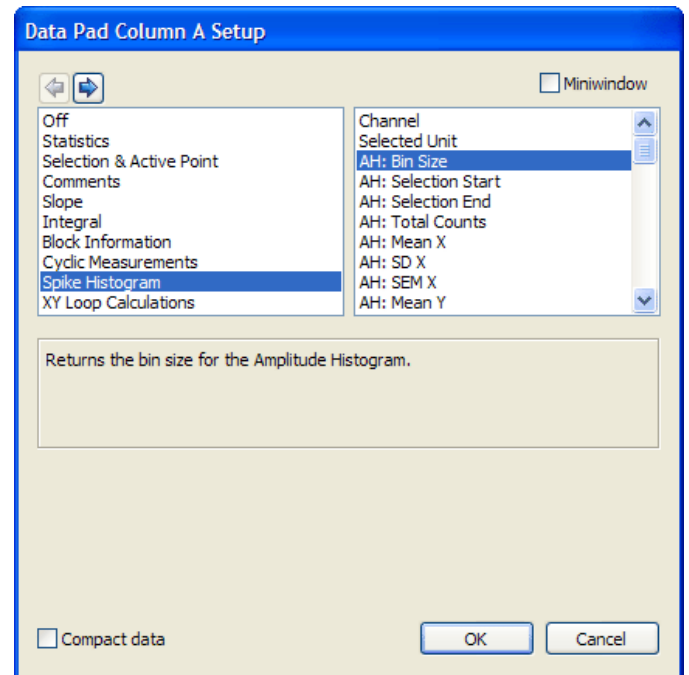 Data Pad Column A Setup
Miniwindow
Off
Statistics
Selection & Active Point
Comments
Slope
Integral
Block Information
Cyclic Measurements
Spike Histogram
XY Loop Calculations
Channel
Selected Unit
AH: Bin Size
AH: Selection Start
AH: Selection End
AH: Total Counts
AH: Mean X
AH: SD X
AH: SEM X
AH: Mean Y
Returns the bin size for the Amplitude Histogram.
Compact data
OK
Cancel